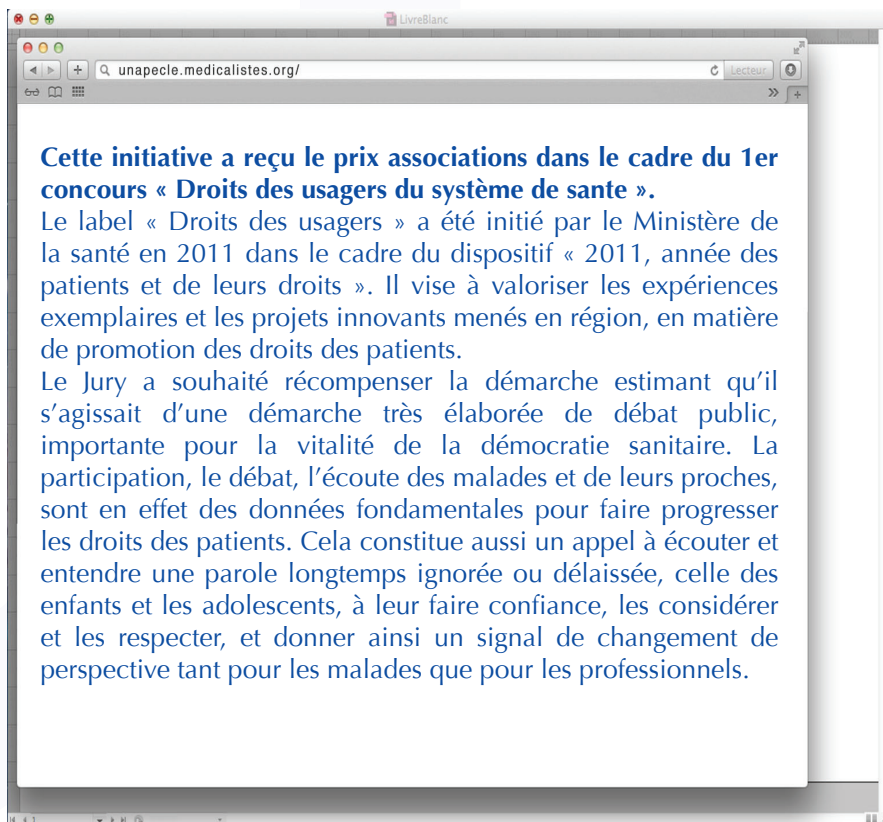 LivreBlanc
unapecle.medicalistes.org/
Lecteur
Cette initiative a reçu le prix associations dans le cadre du 1er
concours « Droits des usagers du système de sante ».
Le label « Droits des usagers » a été initié par le Ministère de
la santé en 2011 dans le cadre du dispositif « 2011, année des
patients et de leurs droits ». Il vise à valoriser les expériences
exemplaires et les projets innovants menés en région, en matière
de promotion des droits des patients.
Le Jury a souhaité récompenser la démarche estimant qu’il
s’agissait d’une démarche très élaborée de débat public,
importante pour la vitalité de la démocratie sanitaire. La
participation, le débat, l’écoute des malades et de leurs proches,
sont en effet des données fondamentales pour faire progresser
les droits des patients. Cela constitue aussi un appel à écouter et
entendre une parole longtemps ignorée ou délaissée, celle des
enfants et les adolescents, à leur faire confiance, les considérer
et les respecter, et donner ainsi un signal de changement de
perspective tant pour les malades que pour les professionnels.